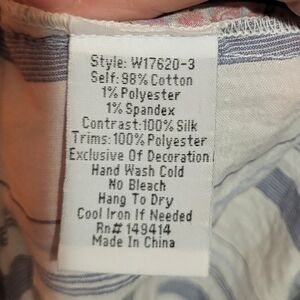 Style: W17620-3
Self: 98% Cotton
1% Polyester
1% Spandex
Contrast: 100% Silk
Trims: 100% Polyester
Exclusive Of Decoration
Hand Wash Cold
No Bleach
Hang To Dry
Cool Iron If Needed
Rn# 149414
Made In China